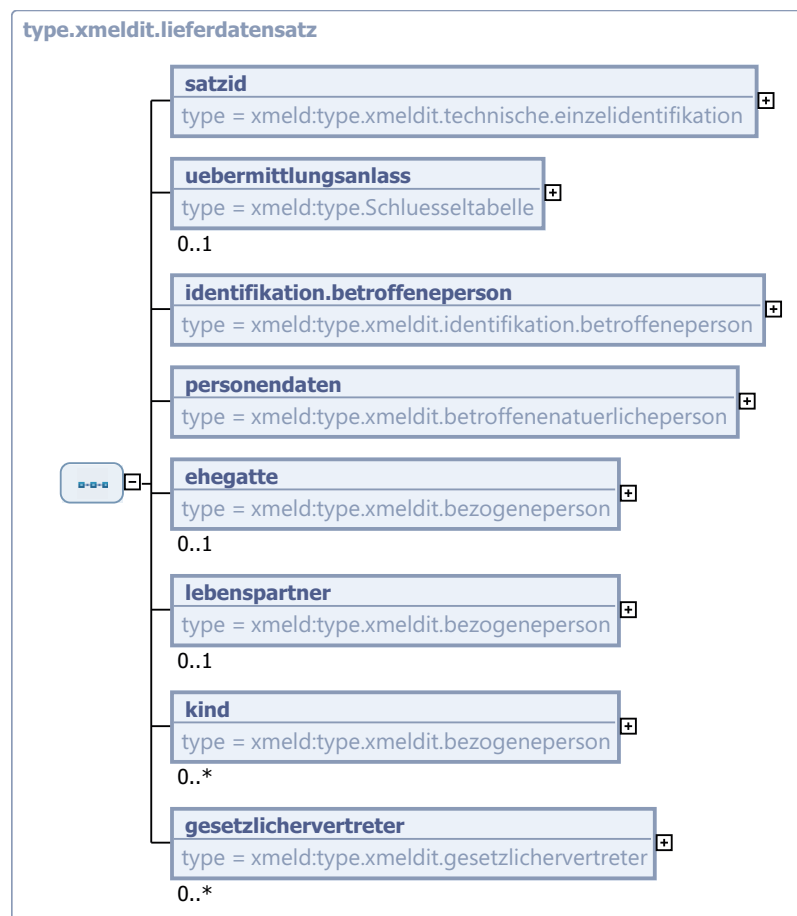 type.xmeldit.lieferdatensatz
satzid
type = xmeld:type.xmeldit.technische.einzelidentifikation
uebermittlungsanlass
type = xmeld:type.Schluesseltabelle
0..1
identifikation.betroffeneperson
type = xmeld:type.xmeldit.identifikation.betroffeneperson
personendaten
type = xmeld:type.xmeldit.betroffenenatuerlicheperson
ehegatte
type = xmeld:type.xmeldit.bezogeneperson
0..1
lebenspartner
type = xmeld:type.xmeldit.bezogeneperson
0..1
kind
type = xmeld:type.xmeldit.bezogeneperson
0..*
gesetzlichervertreter
type = xmeld:type.xmeldit.gesetzlichervertreter
0..*